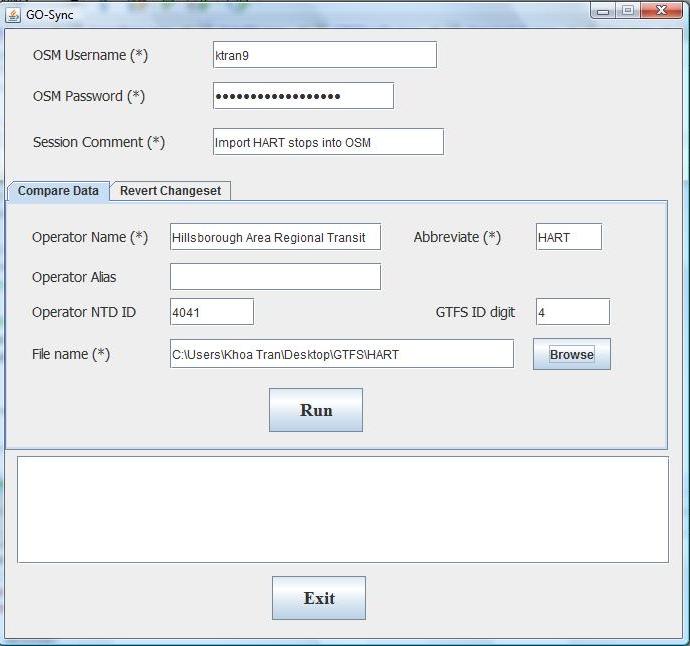 GO-Sync
OSM Username (*) ktran9
OSM Password (*) ••••••••••••••••••
Session Comment (*) Import HART stops into OSM
Compare Data Revert Changeset
Operator Name (*) Hillsborough Area Regional Transit Abbreviate (*) HART
Operator Alias
Operator NTD ID 4041 GTFS ID digit 4
File name (*) C:\Users\Khoa Tran\Desktop\GTFS\HART Browse
Run
Exit